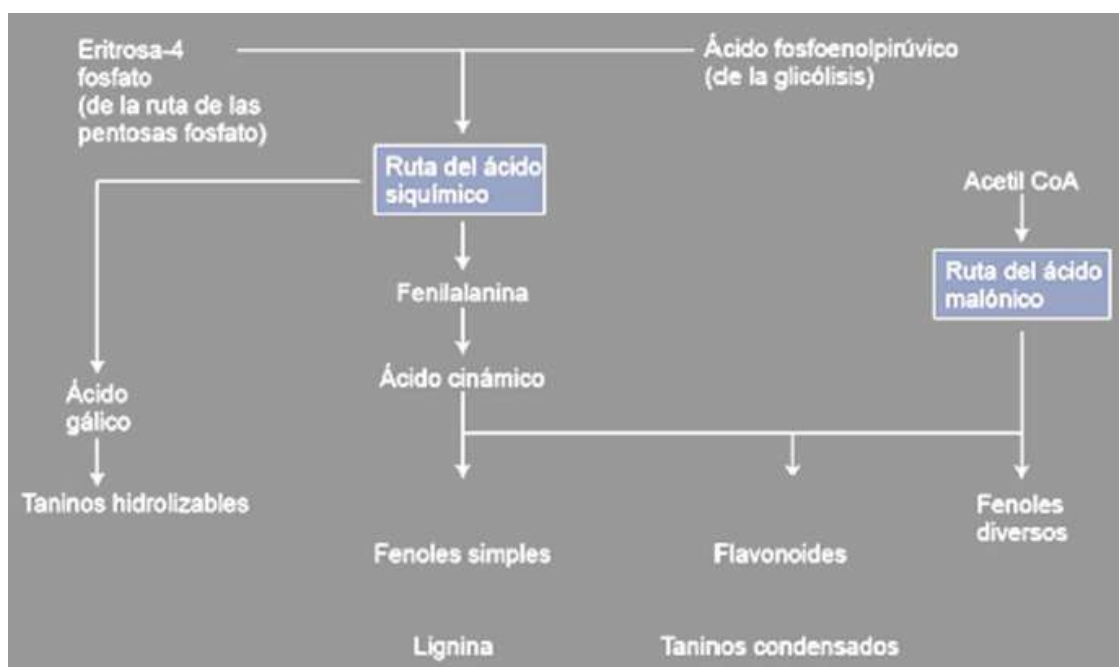 Eritrosa-4
fosfato
(de la ruta de las
pentosas fosfato)
Ácido fosfoenolpirúvico
(de la glicólisis)
Ruta del ácido
siquímico
Acetil CoA
Ruta del ácido
malónico
Fenilalanina
Ácido cinámico
Ácido
gálico
Taninos hidrolizables
Fenoles simples
Flavonoides
Fenoles
diversos
Lignina
Taninos condensados